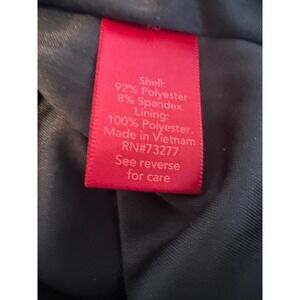 Shell:
92% Polyester
8% Spandex.
Lining:
100% Polyester.
Made in Vietnam
RN#73277
See reverse
for care